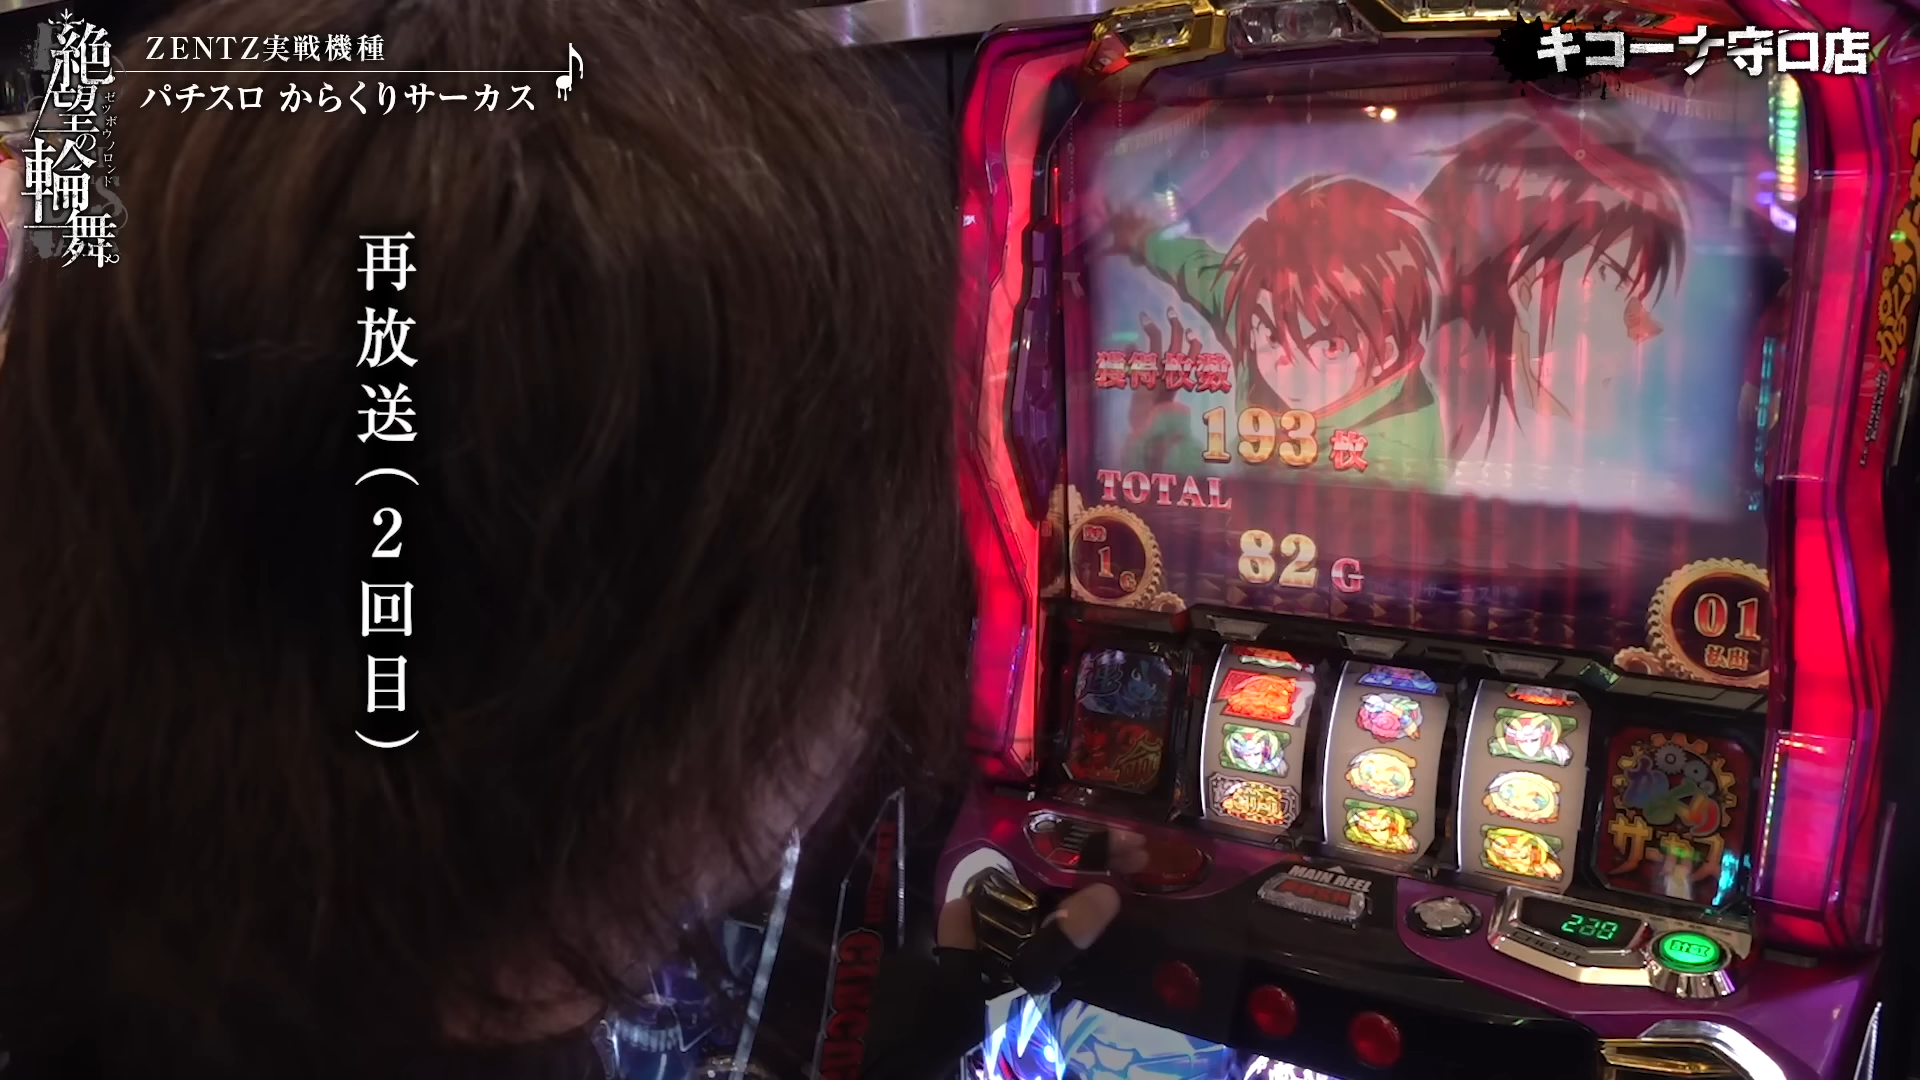 絶望の輪舞
ゼツボウノロンド
ZENTZ実戦機種
パチスロ からくりサーカス
キコーナ守口店
再放送(2回目)
獲得枚数
193枚
TOTAL
82G
1G
01
払出
からくり
サーカス
MAIN REEL